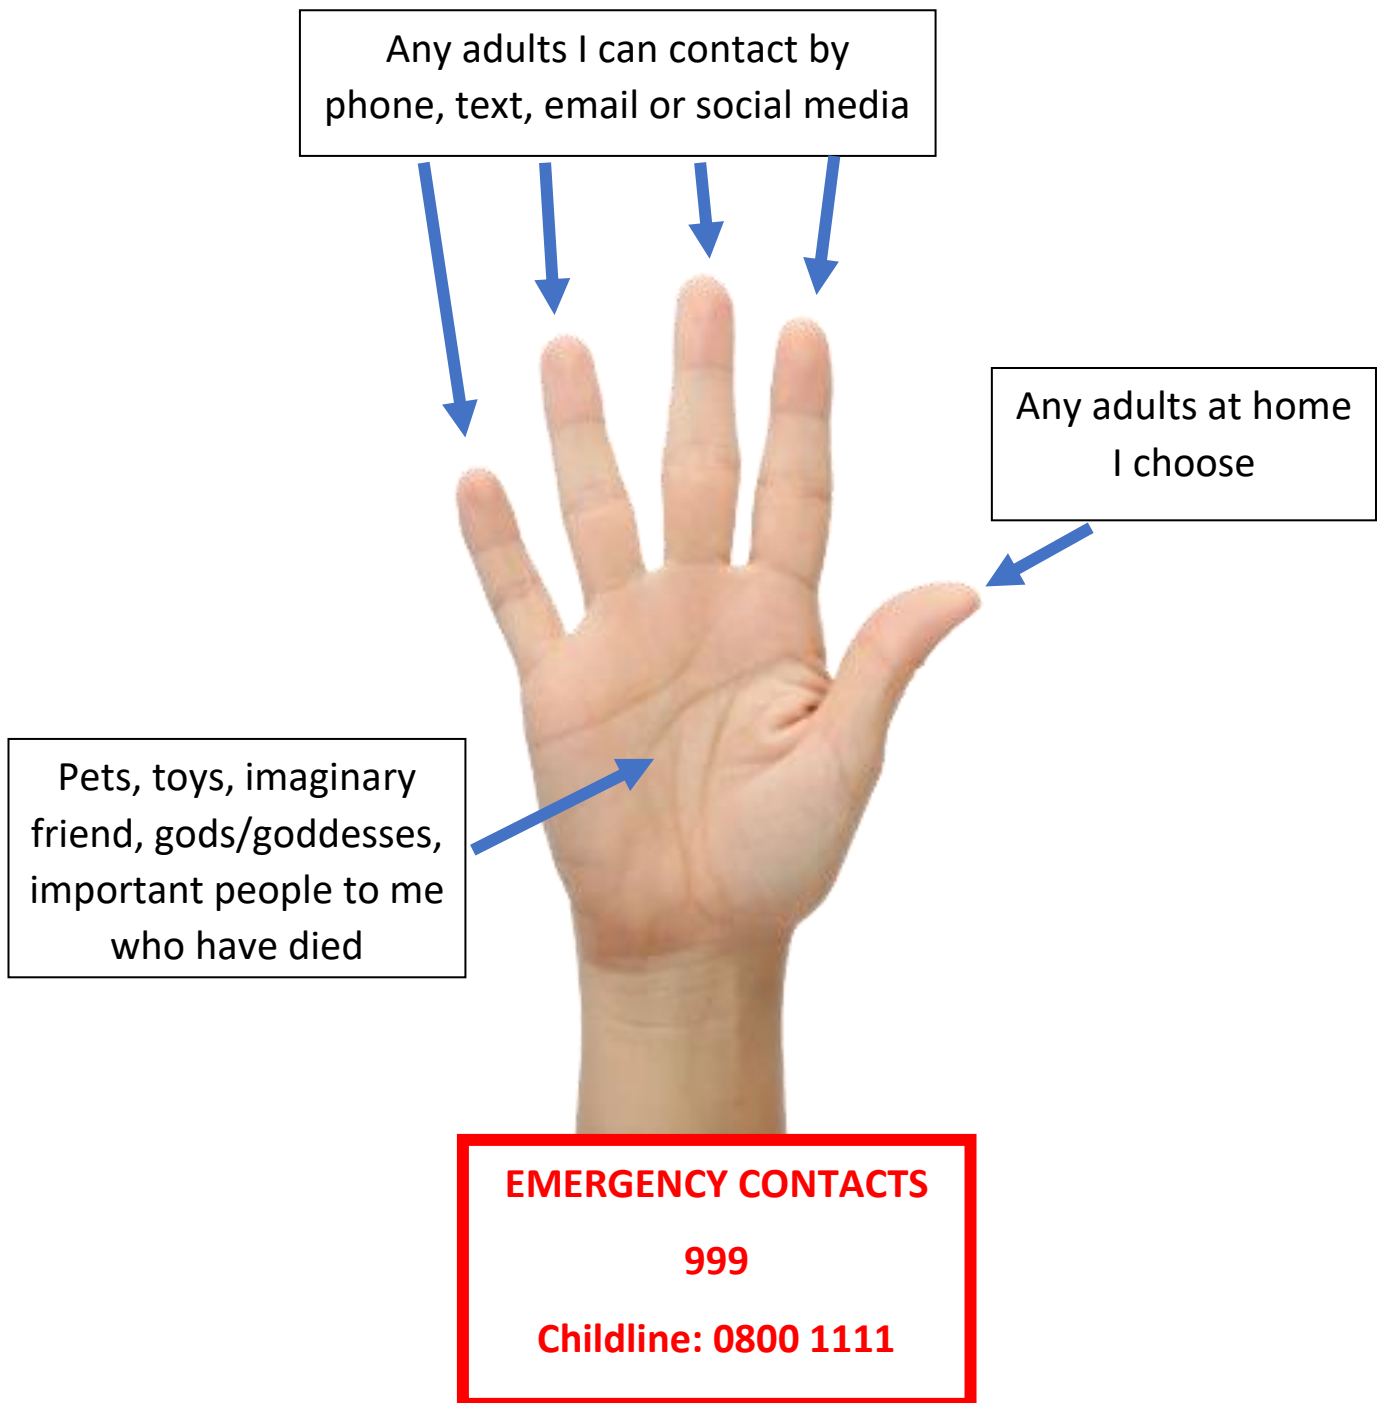 Any adults I can contact by
phone, text, email or social media
Any adults at home
I choose
Pets, toys, imaginary
friend, gods/goddesses,
important people to me
who have died
EMERGENCY CONTACTS
999
Childline: 0800 1111